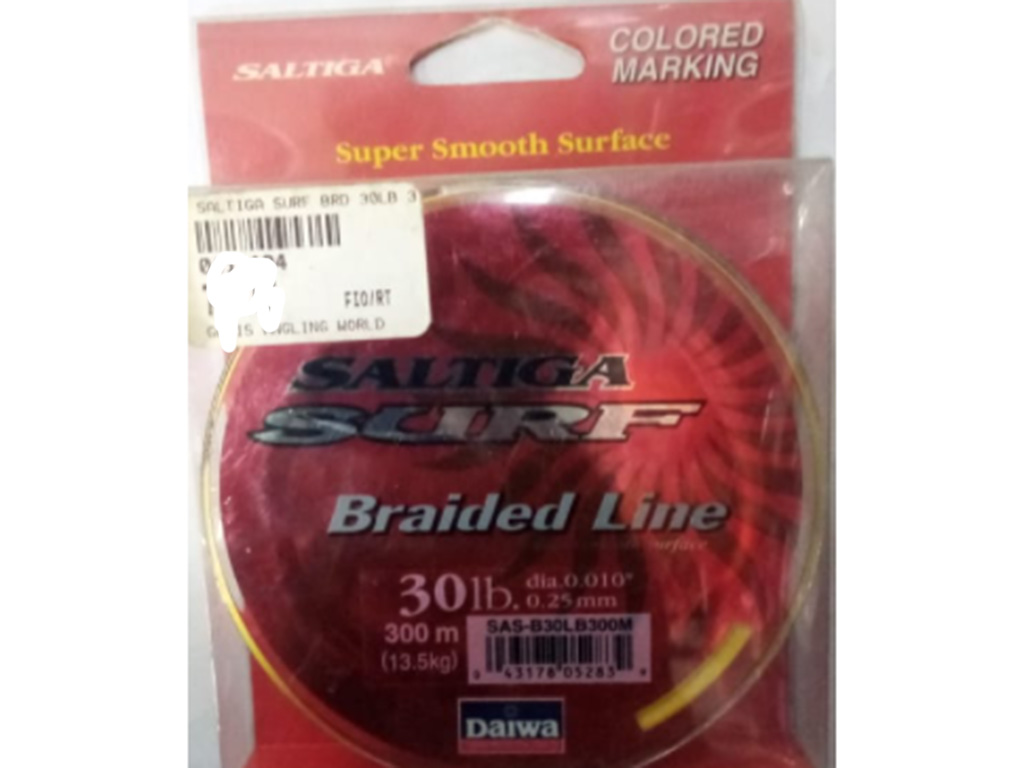 SALTIGA®
COLORED
MARKING
Super Smooth Surface
SALTIGA SURF BRD 30LB 3
FIO/RT
WORLD
SALTIGA
SURF
Braided Line
30lb. dia.0.010"
0.25mm
300 m
(13.5kg)
SAS-B30LB300M
43178 05283
Daiwa